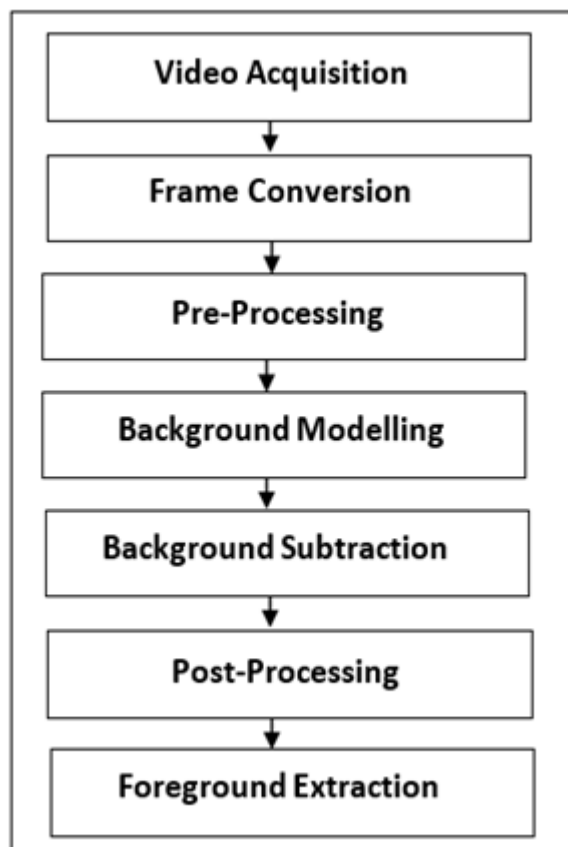 Video Acquisition
Frame Conversion
Pre-Processing
Background Modelling
Background Subtraction
Post-Processing
Foreground Extraction